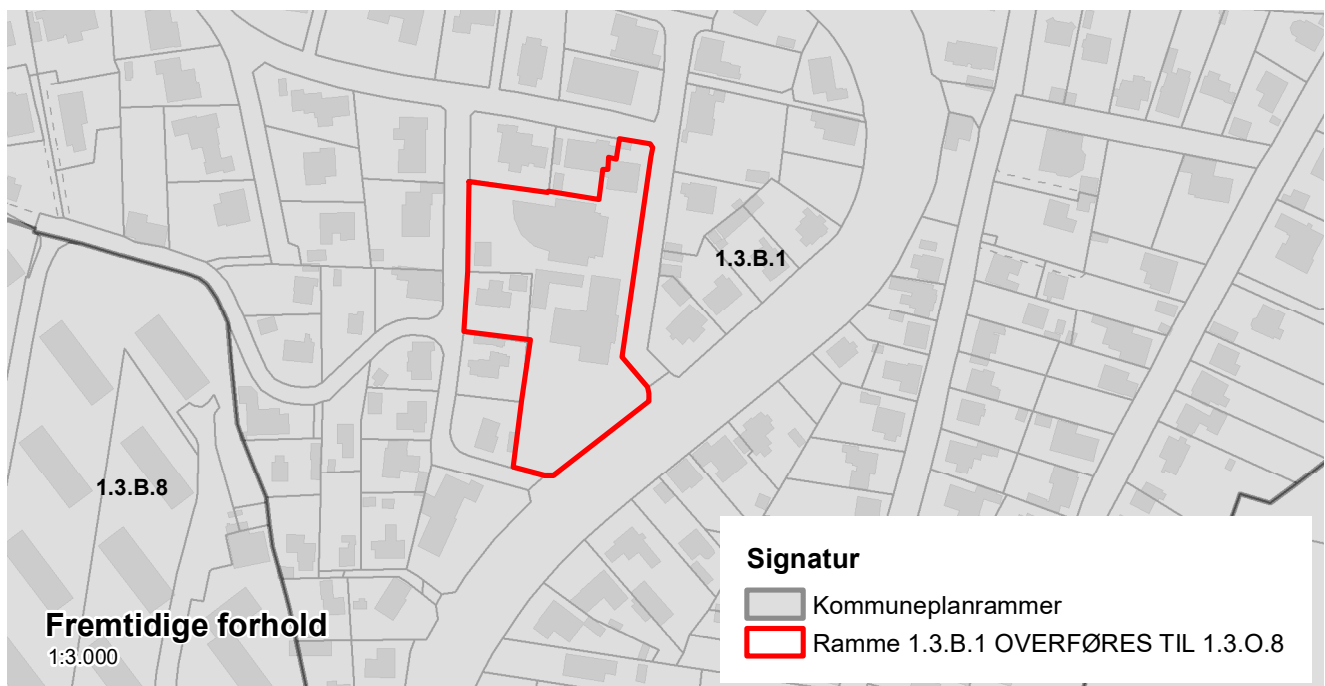 1.3.B.1
1.3.B.8
Fremtidige forhold
1:3.000
Signatur
Kommuneplanrammer
Ramme 1.3.B.1 OVERFØRES TIL 1.3.O.8